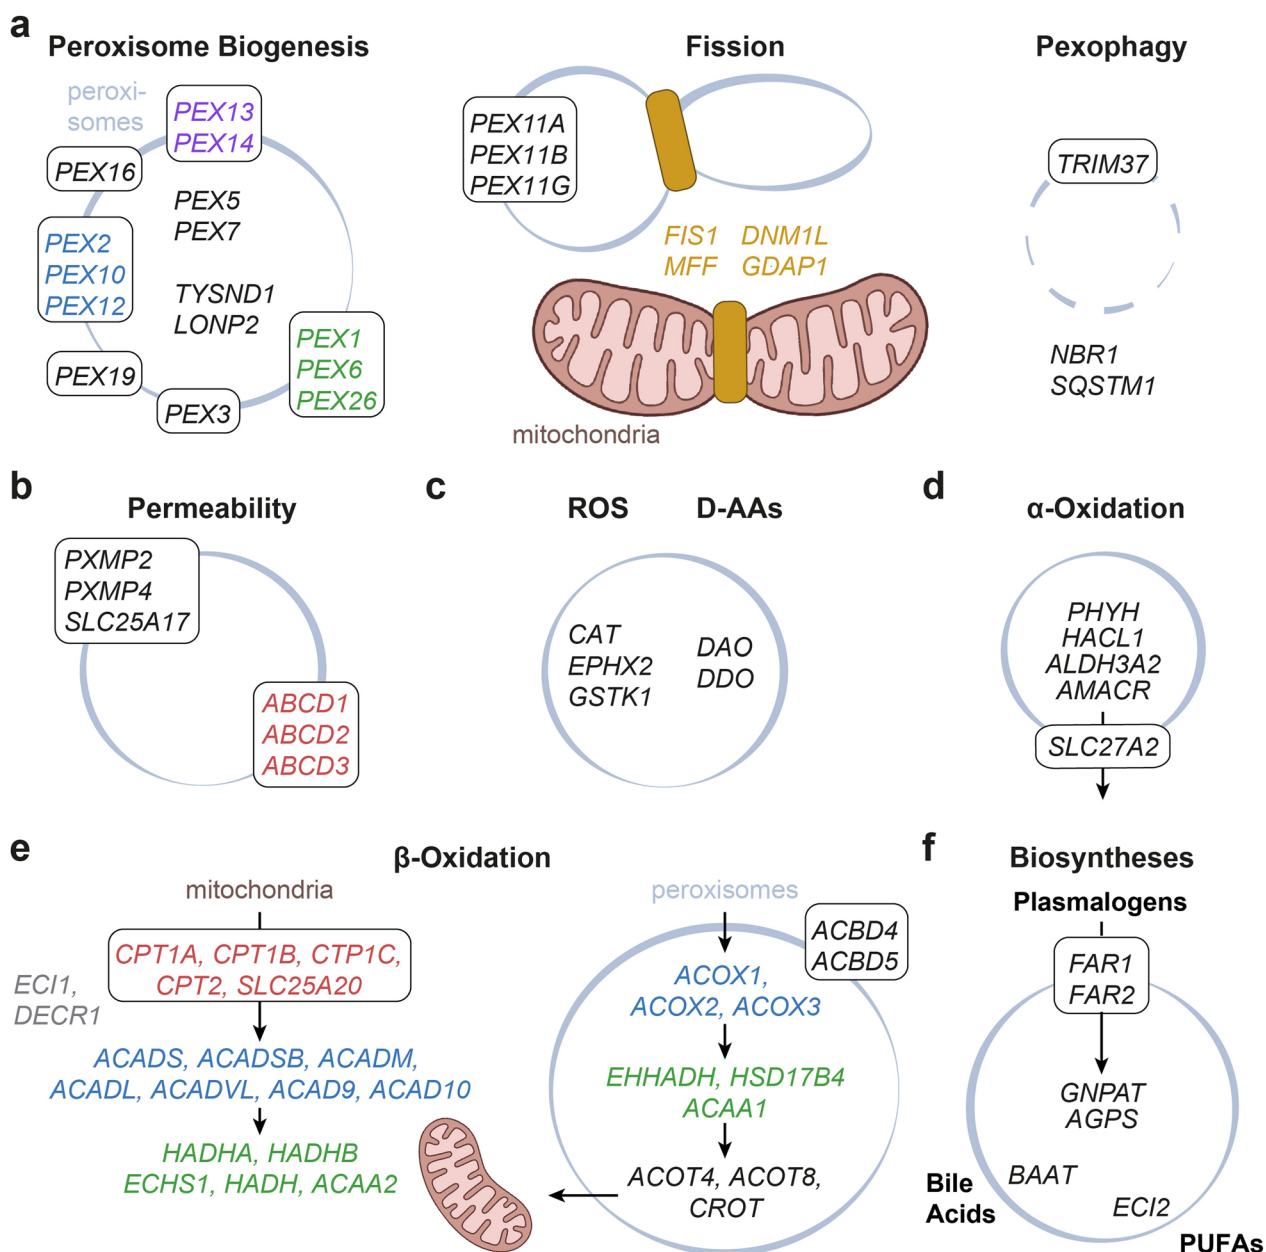 a
Peroxisome Biogenesis
peroxi-
somes
PEX13
PEX14
PEX16
PEX5
PEX7
PEX2
PEX10
PEX12
TYSND1
LONP2
PEX1
PEX6
PEX26
PEX19
PEX3
Fission
PEX11A
PEX11B
PEX11G
FIS1 DNM1L
MFF GDAP1
mitochondria
Pexophagy
TRIM37
NBR1
SQSTM1
b
Permeability
PXMP2
PXMP4
SLC25A17
ABCD1
ABCD2
ABCD3
c
ROS D-AAs
CAT
EPHX2
GSTK1
DAO
DDO
d
α-Oxidation
PHYH
HACL1
ALDH3A2
AMACR
SLC27A2
e
β-Oxidation
mitochondria
CPT1A, CPT1B, CTP1C,
CPT2, SLC25A20
ECI1,
DECR1
ACADS, ACADSB, ACADM,
ACADL, ACADVL, ACAD9, ACAD10
HADHA, HADHB
ECHS1, HADH, ACAA2
peroxisomes
ACBD4
ACBD5
ACOX1,
ACOX2, ACOX3
EHHADH, HSD17B4
ACAA1
ACOT4, ACOT8,
CROT
f
Biosyntheses
Plasmalogens
FAR1
FAR2
GNPAT
AGPS
BAAT
Bile
Acids
ECI2
PUFAs